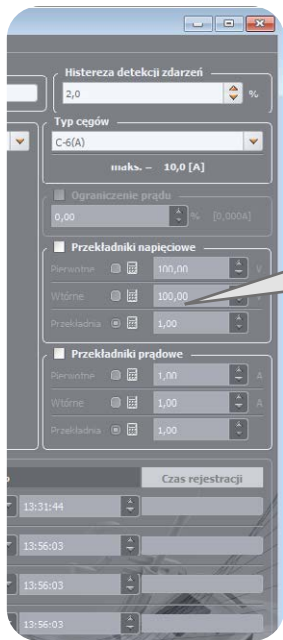 Histereza detekcji zdarzeń
2,0 %
Typ cęgów
C-6(A)
maks. – 10,0 [A]
Ograniczenie prądu
0,00 % [0,000A]
Przekładniki napięciowe
Pierwotne 100,00 V
Wtórne 100,00
Przekładnia 1,00
Przekładniki prądowe
Pierwotne 1,00 A
Wtórne 1,00 A
Przekładnia 1,00
Czas rejestracji
13:31:44
13:56:03
13:56:03
13:56:03